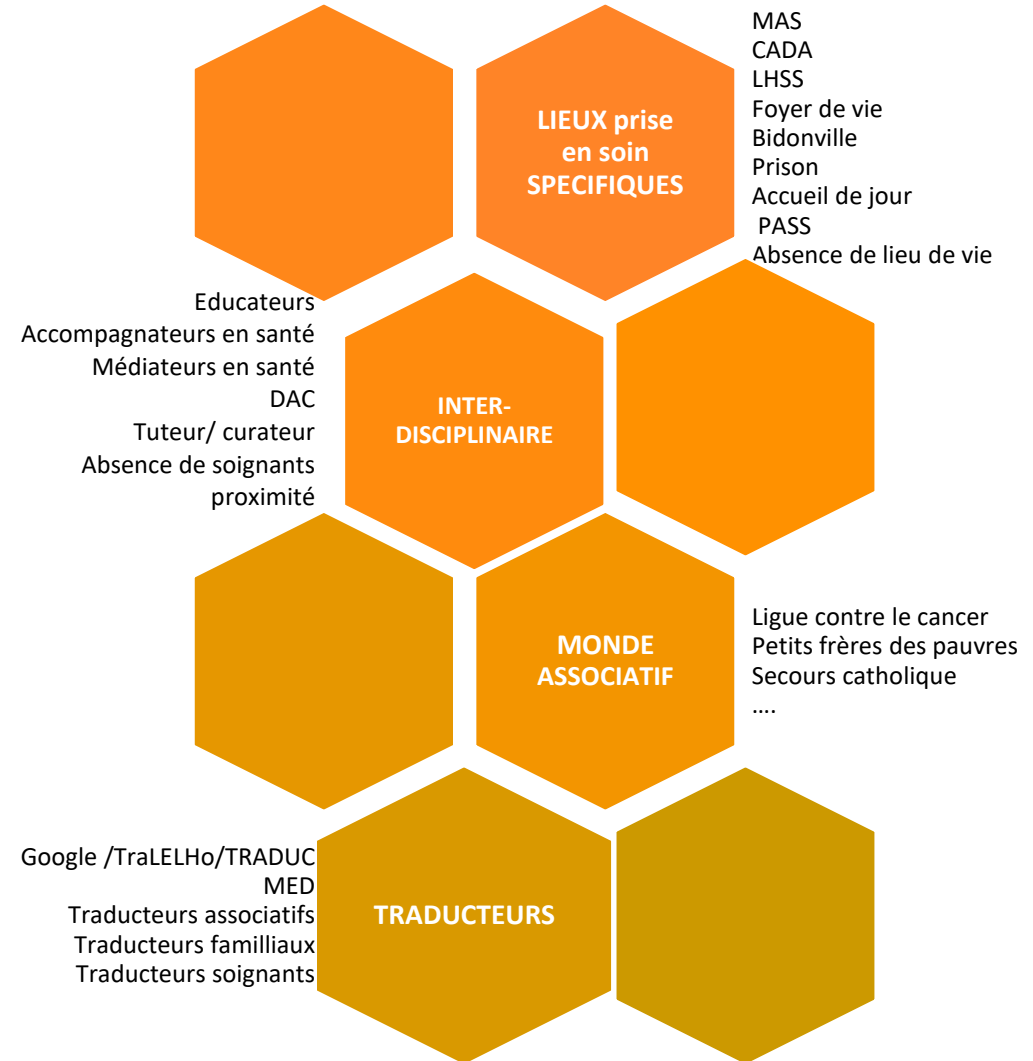 MAS
CADA
LHSS
Foyer de vie
Bidonville
Prison
Accueil de jour
PASS
Absence de lieu de vie
LIEUX prise
en soin
SPECIFIQUES
Educateurs
Accompagnateurs en santé
Médiateurs en santé
DAC
Tuteur/ curateur
Absence de soignants
proximité
INTER-
DISCIPLINAIRE
MONDE
ASSOCIATIF
Ligue contre le cancer
Petits frères des pauvres
Secours catholique
....
Google /TraLELHo/TRADUC
MED
Traducteurs associatifs
Traducteurs familliaux
Traducteurs soignants
TRADUCTEURS